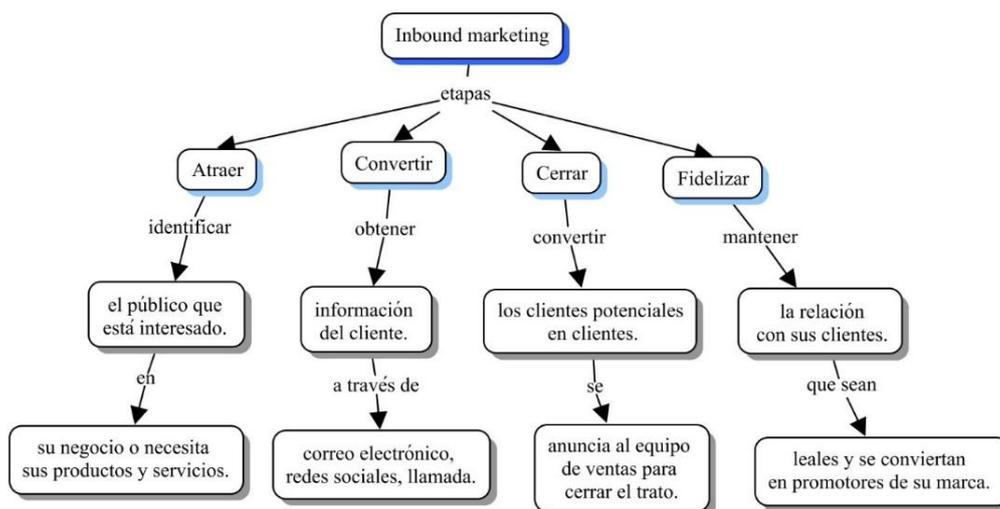 Inbound marketing
etapas
Atraer
Convertir
Cerrar
Fidelizar
identificar
obtener
convertir
mantener
el público que
está interesado.
información
del cliente.
los clientes potenciales
en clientes.
la relación
con sus clientes.
en
a través de
se
que sean
su negocio o necesita
sus productos y servicios.
correo electrónico,
redes sociales, llamada.
anuncia al equipo
de ventas para
cerrar el trato.
leales y se conviertan
en promotores de su marca.